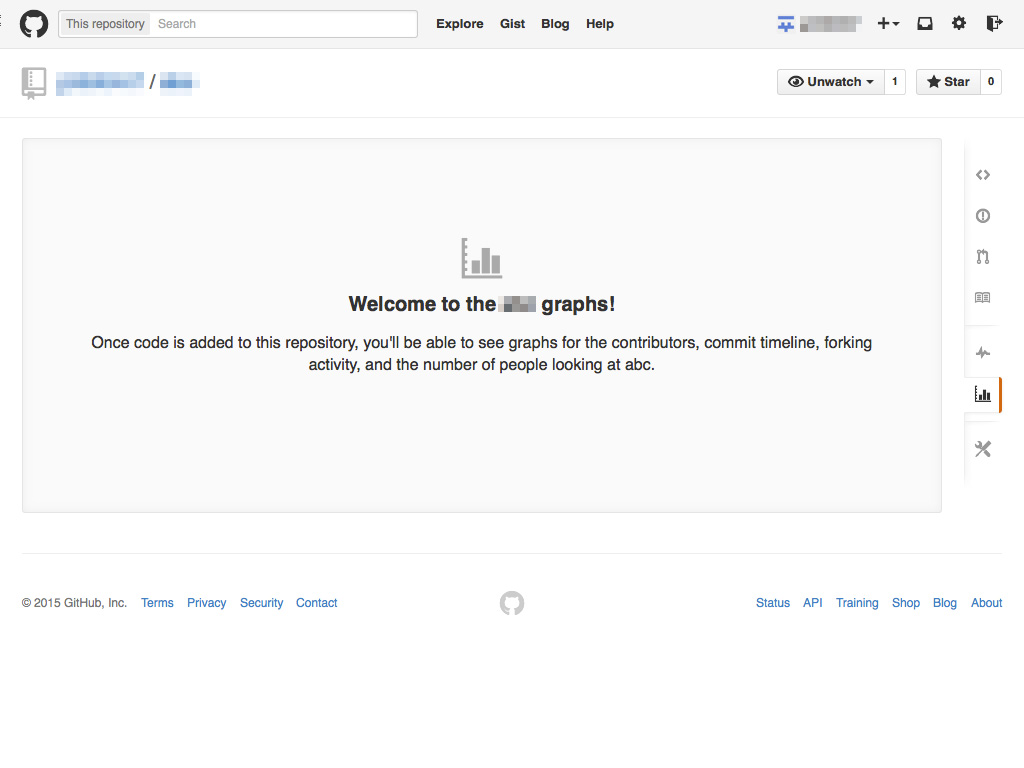 This repository Search Explore Gist Blog Help
/
Unwatch 1 Star 0
Welcome to the graphs!
Once code is added to this repository, you'll be able to see graphs for the contributors, commit timeline, forking
activity, and the number of people looking at abc.
© 2015 GitHub, Inc. Terms Privacy Security Contact Status API Training Shop Blog About